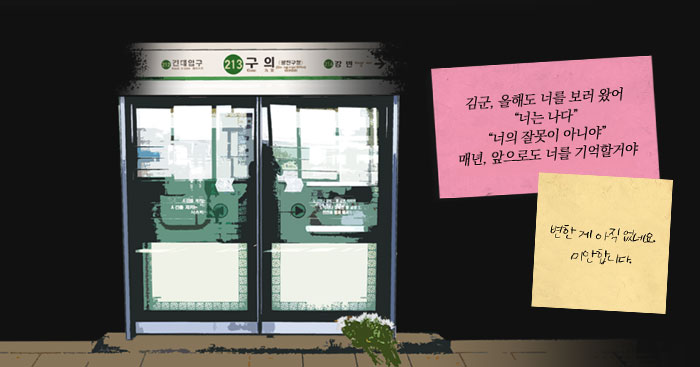 건대입구
213 구의 (광진구청)
강변
김군, 올해도 너를 보러 왔어
“너는 나다”
“너의 잘못이 아니야”
매년, 앞으로도 너를 기억할거야
변한 게 아직 없네요.
미안합니다.